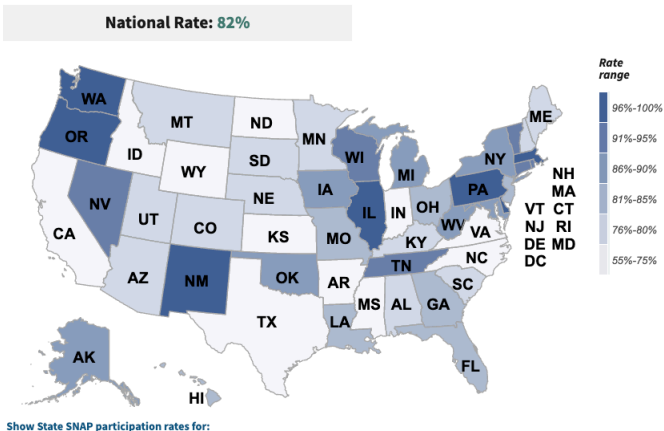 National Rate: 82%
Rate
range
96%-100%
91%-95%
86%-90%
81%-85%
76%-80%
55%-75%
WA
OR
MT
ND
MN
ME
ID
WY
SD
WI
MI
NY
NV
UT
CO
NE
IA
IL
IN
OH
PA
NH
MA
VT CT
NJ RI
DE MD
DC
CA
KS
MO
KY
WV
VA
AZ
NM
OK
TN
NC
AR
SC
TX
MS
AL
GA
LA
AK
FL
HI
Show State SNAP participation rates for: